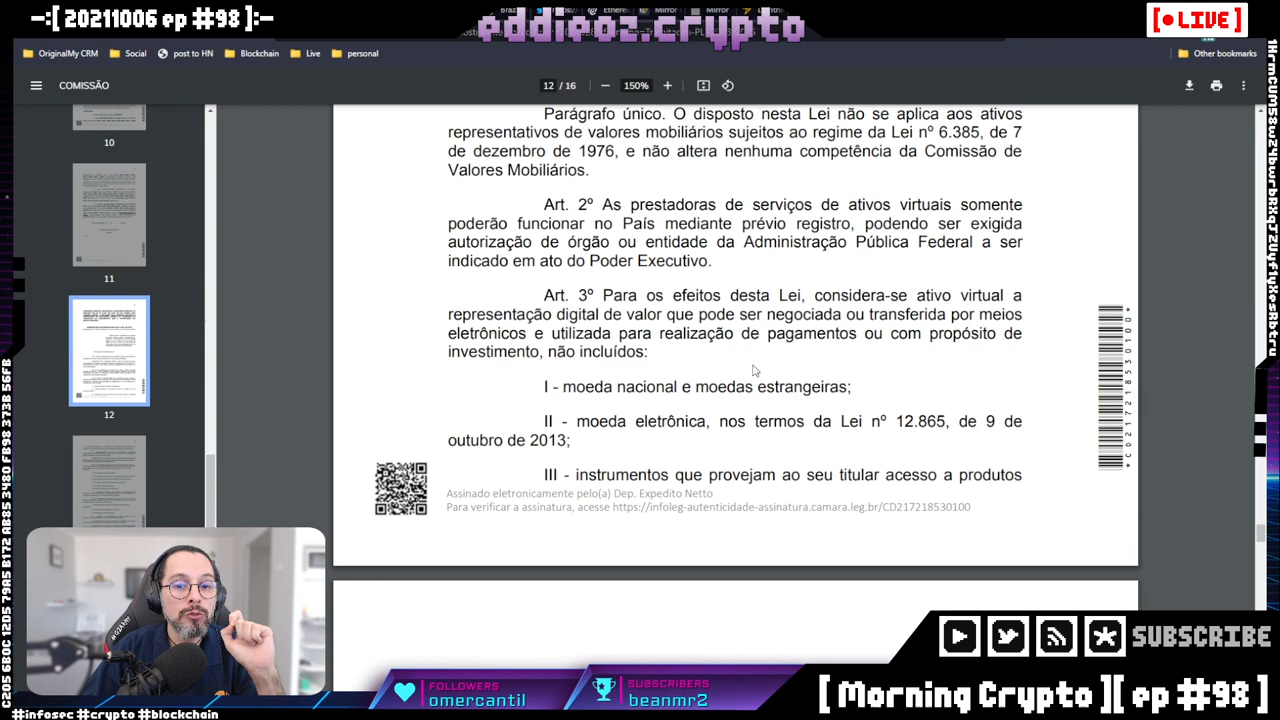 -:[ 20211006 ep #98 ]:-
eddieoz.crypto
[ LIVE ]
OriginalMy CRM
Social
post to HN
Blockchain
Live
personal
Other bookmarks
COMISSÃO
12 / 16
150%
10
11
12
Parágrafo único. O disposto nesta Lei não se aplica aos ativos
representativos de valores mobiliários sujeitos ao regime da Lei nº 6.385, de 7
de dezembro de 1976, e não altera nenhuma competência da Comissão de
Valores Mobiliários.
Art. 2º As prestadoras de serviços de ativos virtuais somente
poderão funcionar no País mediante prévio registro, podendo ser exigida
autorização de órgão ou entidade da Administração Pública Federal a ser
indicado em ato do Poder Executivo.
Art. 3º Para os efeitos desta Lei, considera-se ativo virtual a
representação digital de valor que pode ser negociada ou transferida por meios
eletrônicos e utilizada para realização de pagamentos ou com propósito de
investimento, não incluídos:
I - moeda nacional e moedas estrangeiras;
II - moeda eletrônica, nos termos da Lei nº 12.865, de 9 de
outubro de 2013;
III - instrumentos que provejam ao seu titular acesso a produtos
Assinado eletronicamente pelo(a) Dep. Expedito Netto
Para verificar a assinatura, acesse https://infoleg-autenticidade-assinatura.camara.leg.br/CD217218530100
*CD217218530100*
SUBSCRIBE
FOLLOWERS
omercantil
SUBSCRIBERS
beanmr2
[ Morning Crypto ][ ep #98 ]
#infosec #crypto #blockchain